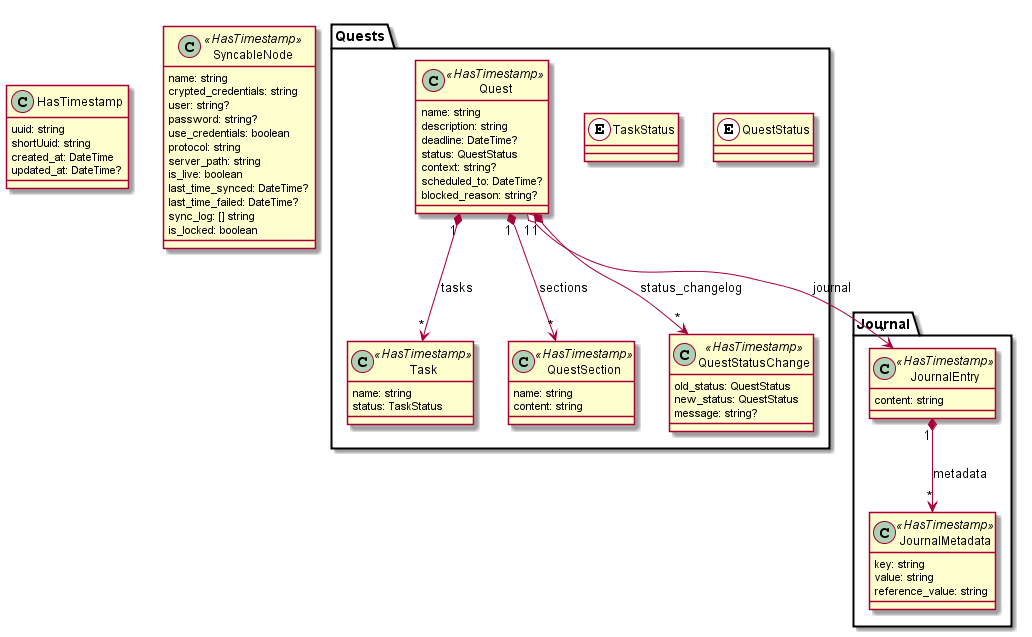 C HasTimestamp
uuid: string
shortUuid: string
created_at: DateTime
updated_at: DateTime?
C «HasTimestamp»
SyncableNode
name: string
crypted_credentials: string
user: string?
password: string?
use_credentials: boolean
protocol: string
server_path: string
is_live: boolean
last_time_synced: DateTime?
last_time_failed: DateTime?
sync_log: [] string
is_locked: boolean
Quests
C «HasTimestamp»
Quest
name: string
description: string
deadline: DateTime?
status: QuestStatus
context: string?
scheduled_to: DateTime?
blocked_reason: string?
E TaskStatus
E QuestStatus
1
1
1
1
tasks
sections
status_changelog
journal
*
*
*
*
C «HasTimestamp»
Task
name: string
status: TaskStatus
C «HasTimestamp»
QuestSection
name: string
content: string
C «HasTimestamp»
QuestStatusChange
old_status: QuestStatus
new_status: QuestStatus
message: string?
Journal
C «HasTimestamp»
JournalEntry
content: string
1
metadata
*
C «HasTimestamp»
JournalMetadata
key: string
value: string
reference_value: string